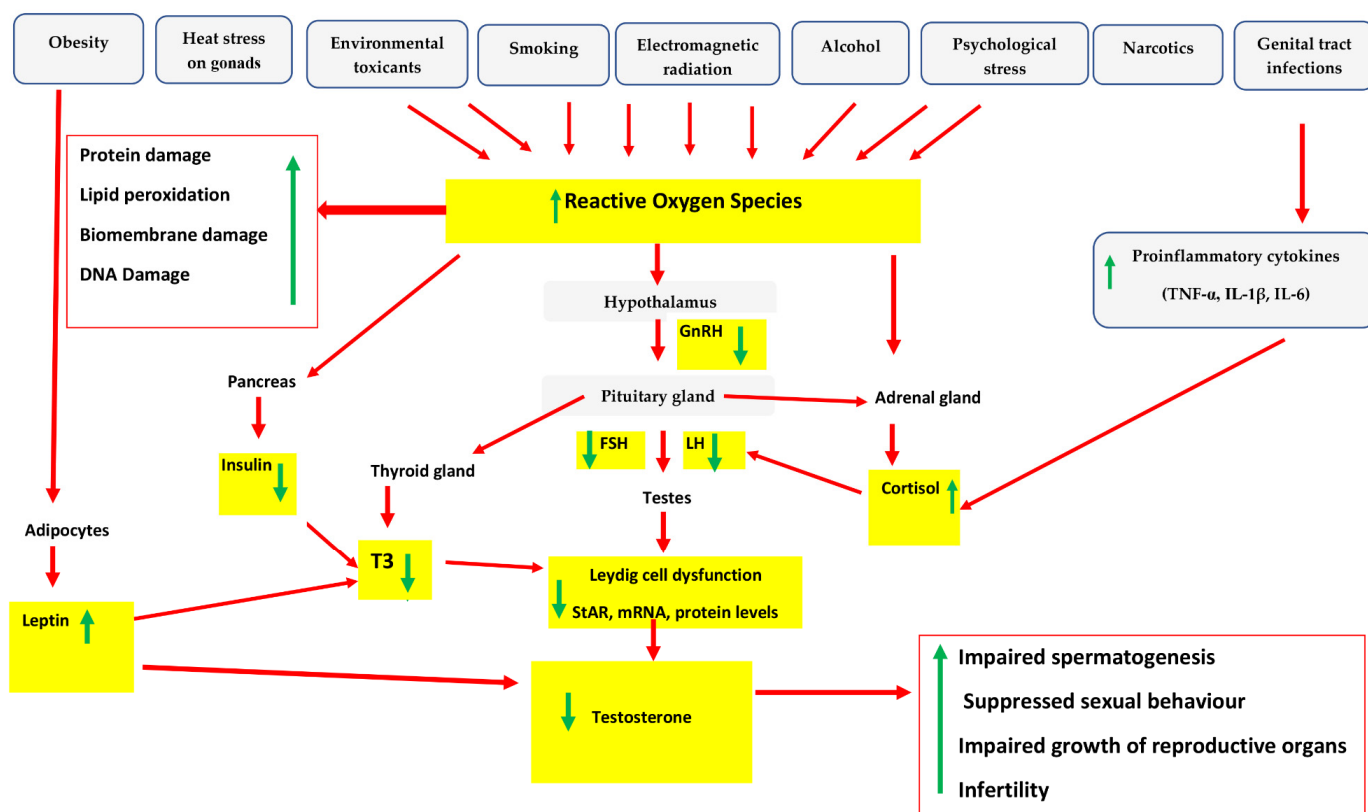 Obesity
Heat stress
on gonads
Environmental
toxicants
Smoking
Electromagnetic
radiation
Alcohol
Psychological
stress
Narcotics
Genital tract
infections
Protein damage
Lipid peroxidation
Biomembrane damage
DNA Damage
Reactive Oxygen Species
Proinflammatory cytokines
(TNF-α, IL-1β, IL-6)
Hypothalamus
GnRH
Pancreas
Pituitary gland
Adrenal gland
Insulin
Thyroid gland
FSH
LH
Cortisol
Testes
Adipocytes
T3
Leydig cell dysfunction
StAR, mRNA, protein levels
Leptin
Testosterone
Impaired spermatogenesis
Suppressed sexual behaviour
Impaired growth of reproductive organs
Infertility